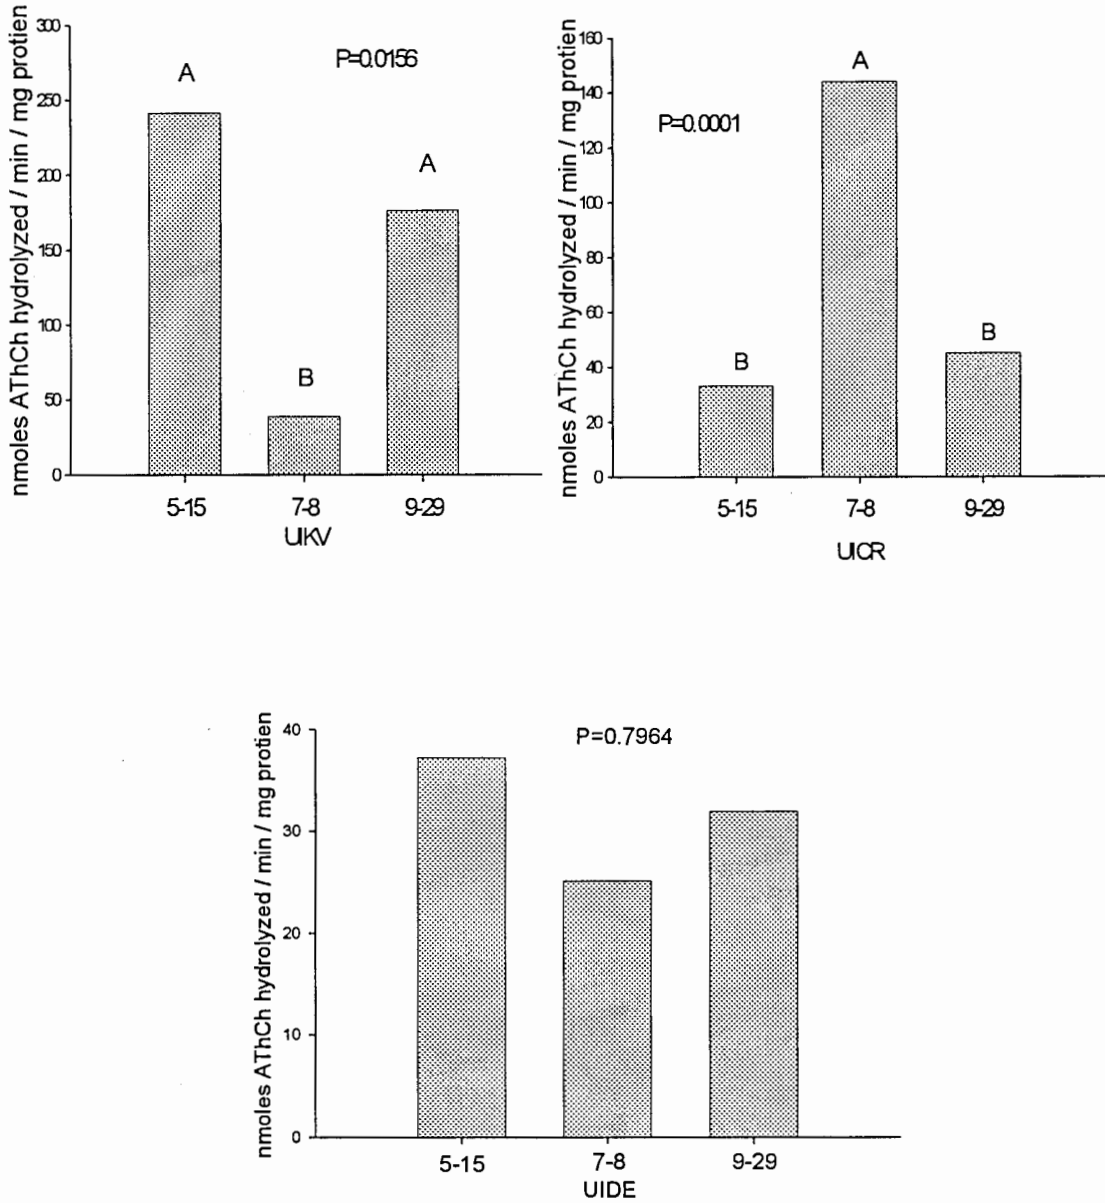 nmoles AThCh hydrolyzed / min / mg protien
300
250
200
150
100
50
0
P=0.0156
A
B
A
5-15
7-8
9-29
UIKV
nmoles AThCh hydrolyzed / min / mg protien
160
140
120
100
80
60
40
20
0
P=0.0001
B
A
B
5-15
7-8
9-29
UICR
nmoles AThCh hydrolyzed / min / mg protien
40
30
20
10
0
P=0.7964
5-15
7-8
9-29
UIDE